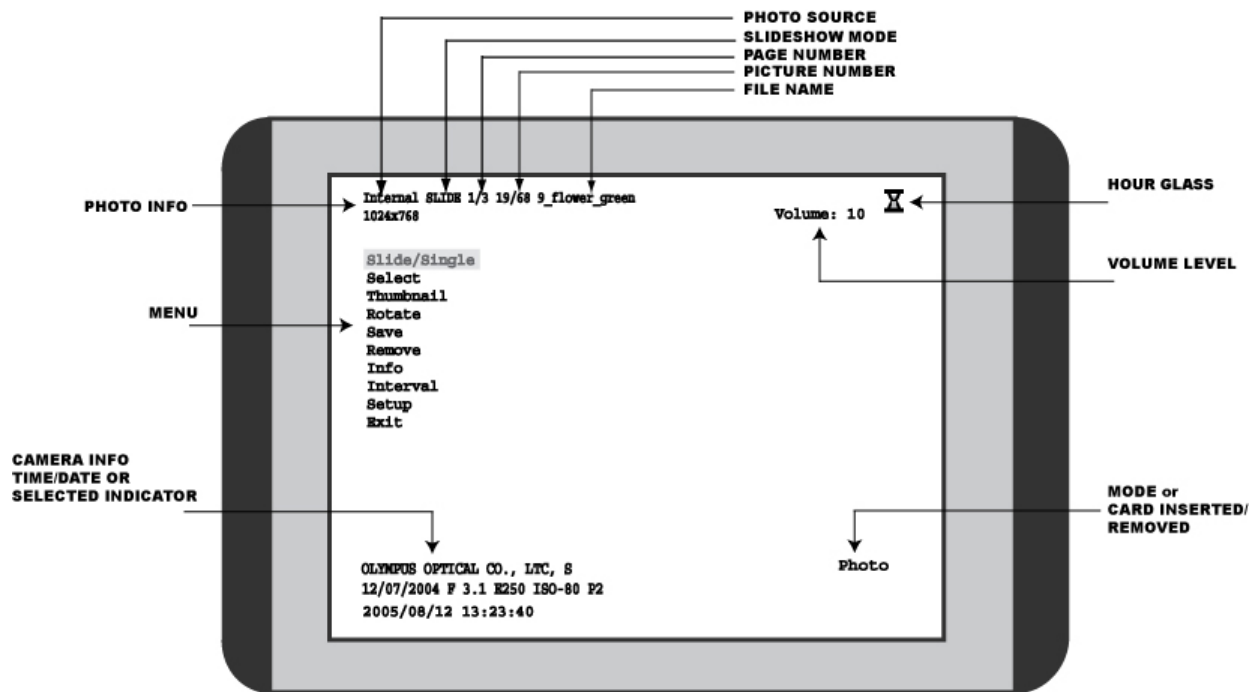 PHOTO SOURCE
SLIDESHOW MODE
PAGE NUMBER
PICTURE NUMBER
FILE NAME
PHOTO INFO
Internal SLIDE 1/3 19/68 9_flower_green
1024x768
Volume: 10
HOUR GLASS
VOLUME LEVEL
MENU
Slide/Single
Select
Thumbnail
Rotate
Save
Remove
Info
Interval
Setup
Exit
CAMERA INFO
TIME/DATE OR
SELECTED INDICATOR
MODE or
CARD INSERTED/
REMOVED
OLYMPUS OPTICAL CO., LTC, S
12/07/2004 F 3.1 E250 ISO-80 P2
2005/08/12 13:23:40
Photo